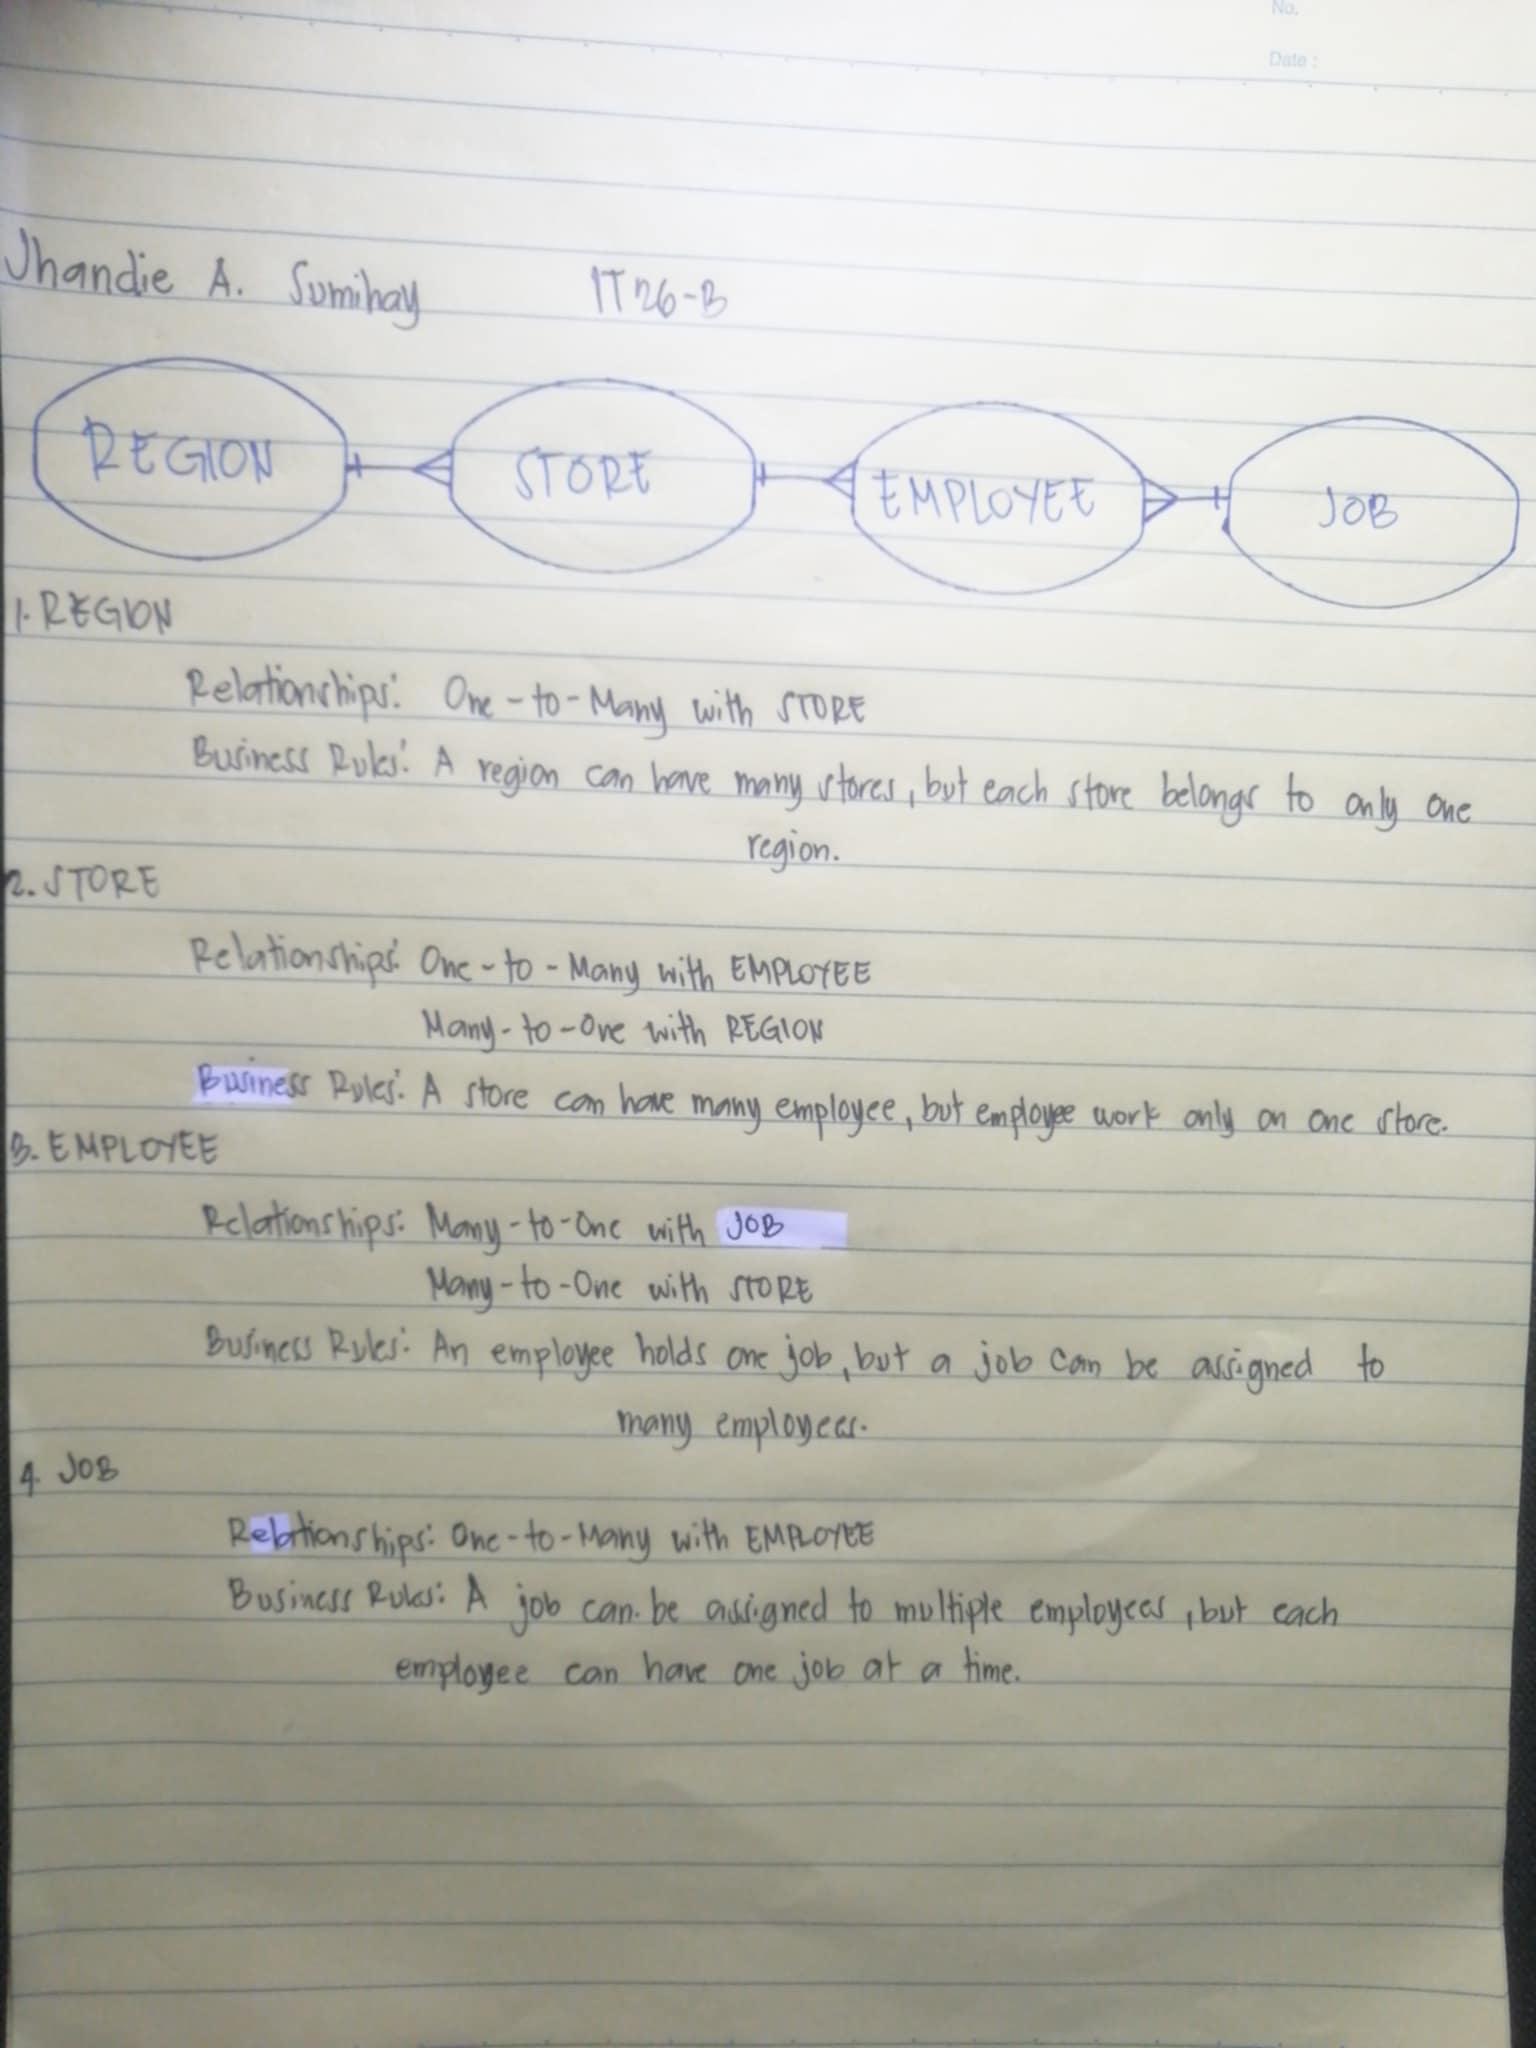 No.
Date :
Jhandie A. Sumihay IT26-B
REGION STORE EMPLOYEE JOB
1. REGION
Relationships: One-to-Many with STORE
Business Rules: A region can have many stores, but each store belongs to only one
region.
2. STORE
Relationships: One-to-Many with EMPLOYEE
Many-to-One with REGION
Business Rules: A store can have many employee, but employee work only on one store.
3. EMPLOYEE
Relationships: Many-to-One with JOB
Many-to-One with STORE
Business Rules: An employee holds one job, but a job can be assigned to
many employees.
4. JOB
Relationships: One-to-Many with EMPLOYEE
Business Rules: A job can be assigned to multiple employees, but each
employee can have one job at a time.